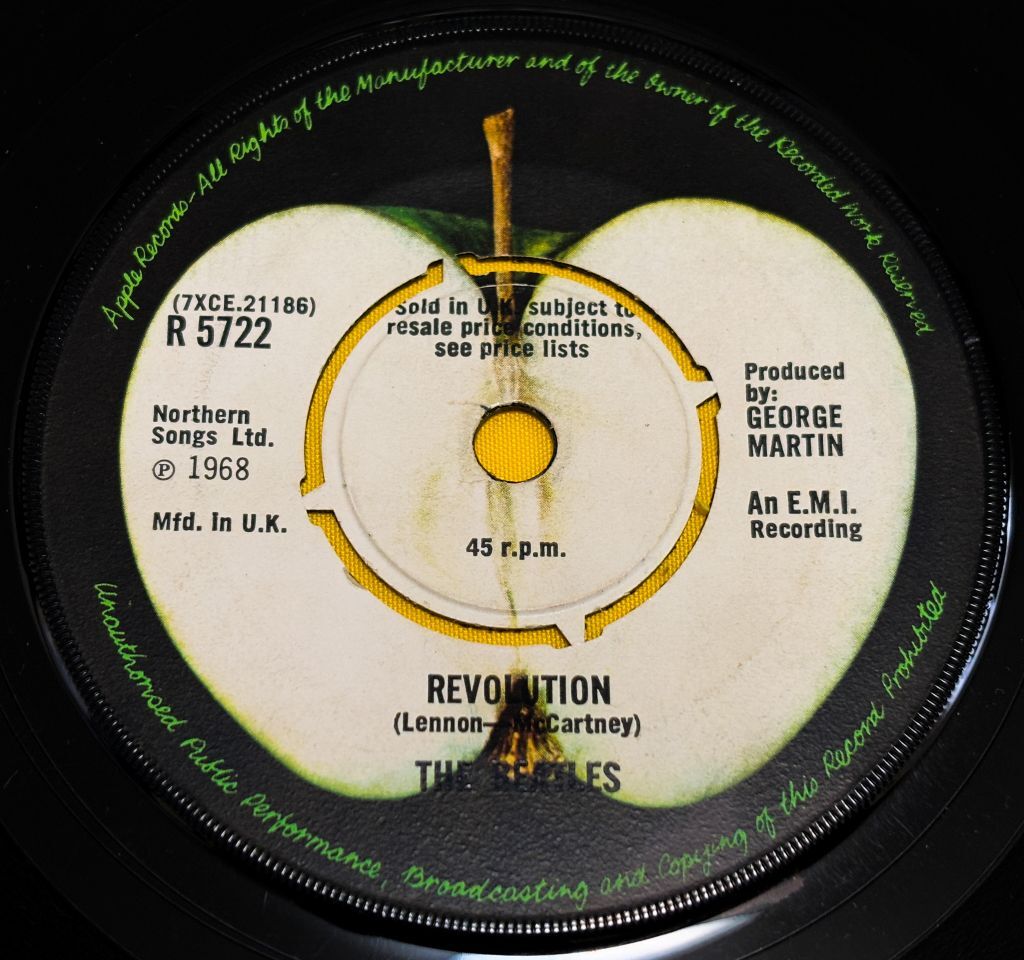 Apple Records-All Rights of the Manufacturer and of the Owner of the Recorded Work Reserved
Sold in U.K. subject to
resale price conditions,
see price lists
(7XCE.21186)
R 5722
Northern
Songs Ltd.
℗ 1968
Mfd. in U.K.
Produced
by:
GEORGE
MARTIN
An E.M.I.
Recording
45 r.p.m.
REVOLUTION
(Lennon—McCartney)
THE BEATLES
Unauthorised Public Performance, Broadcasting and Copying of this Record Prohibited